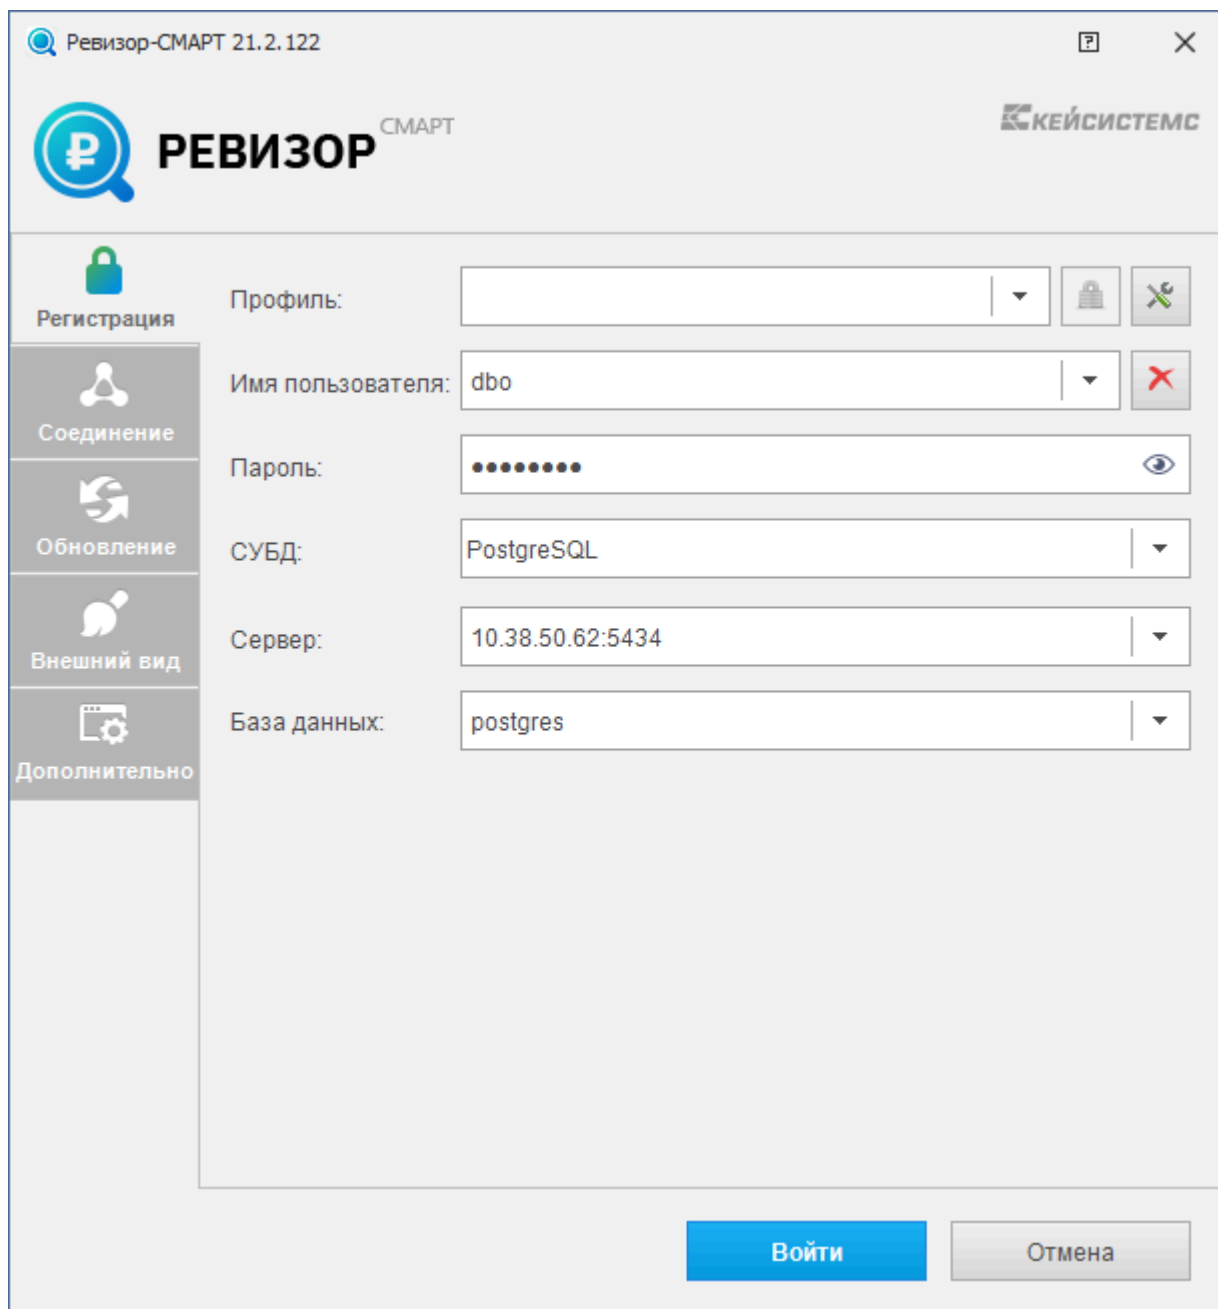 Ревизор-СМАРТ 21.2.122
РЕВИЗОР СМАРТ
КЕЙСИСТЕМС
Регистрация
Соединение
Обновление
Внешний вид
Дополнительно
Профиль:
Имя пользователя: dbo
Пароль: ••••••••
СУБД: PostgreSQL
Сервер: 10.38.50.62:5434
База данных: postgres
Войти Отмена